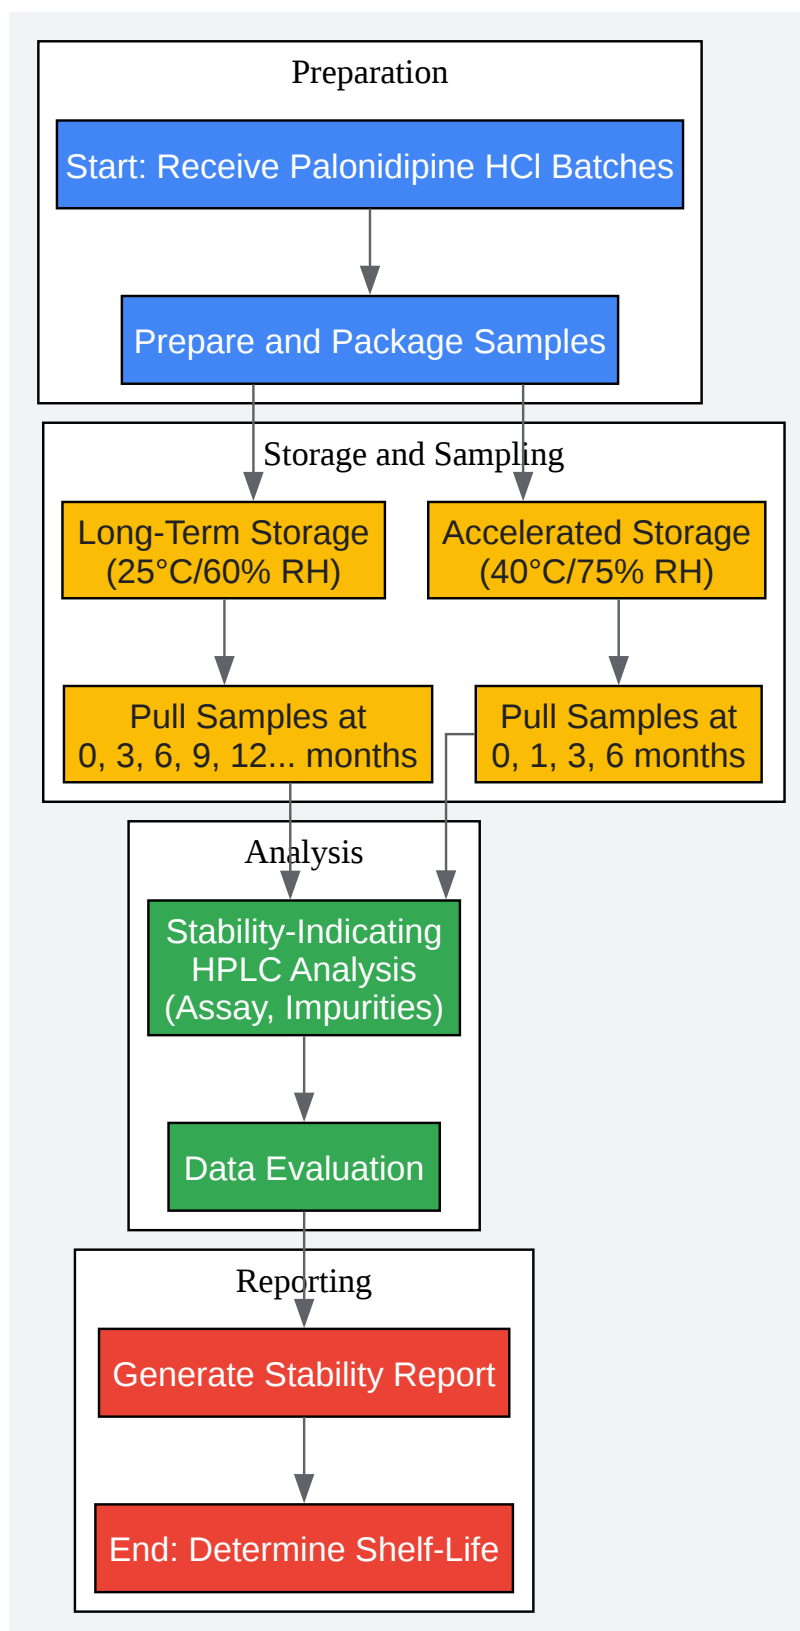 Preparation
Start: Receive Palonidipine HCl Batches
Prepare and Package Samples
Storage and Sampling
Long-Term Storage
(25°C/60% RH)
Accelerated Storage
(40°C/75% RH)
Pull Samples at
0, 3, 6, 9, 12... months
Pull Samples at
0, 1, 3, 6 months
Analysis
Stability-Indicating
HPLC Analysis
(Assay, Impurities)
Data Evaluation
Reporting
Generate Stability Report
End: Determine Shelf-Life